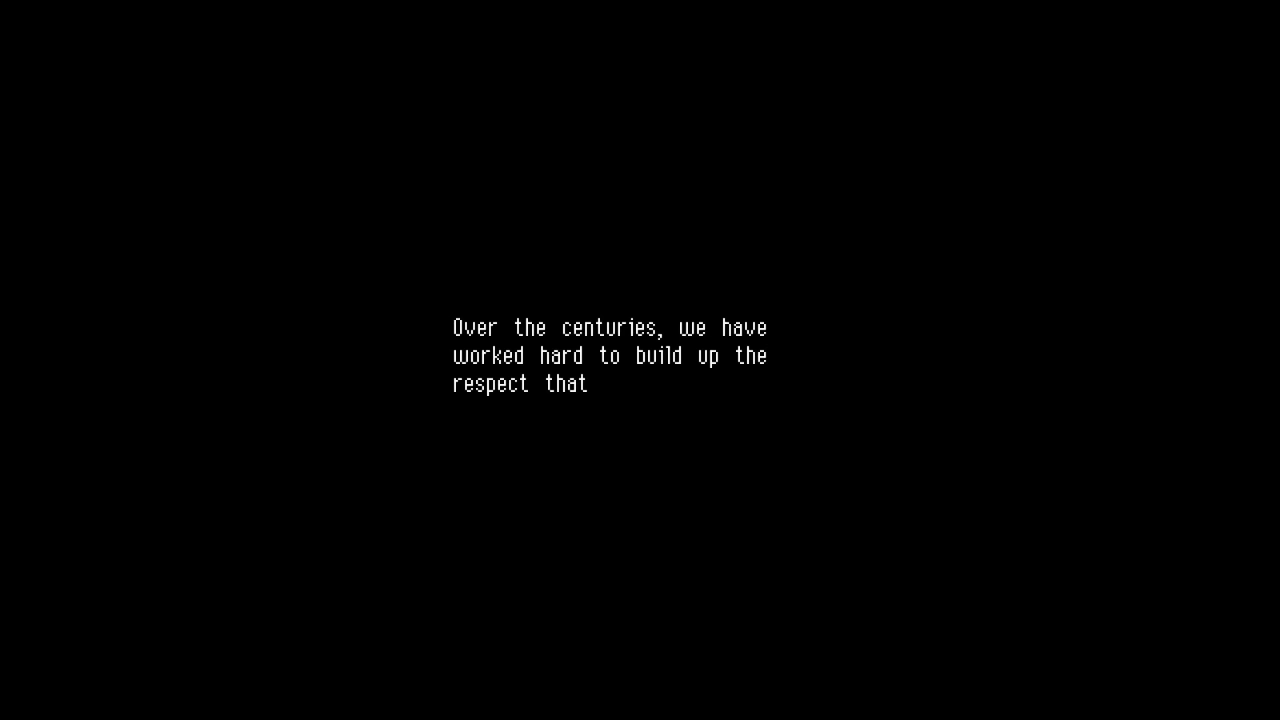 Over the centuries, we have
worked hard to build up the
respect that